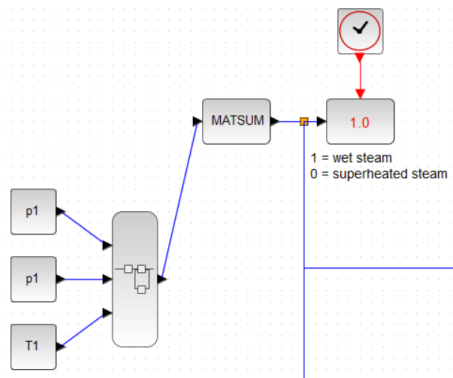 MATSUM
1.0
1 = wet steam
0 = superheated steam
p1
p1
T1